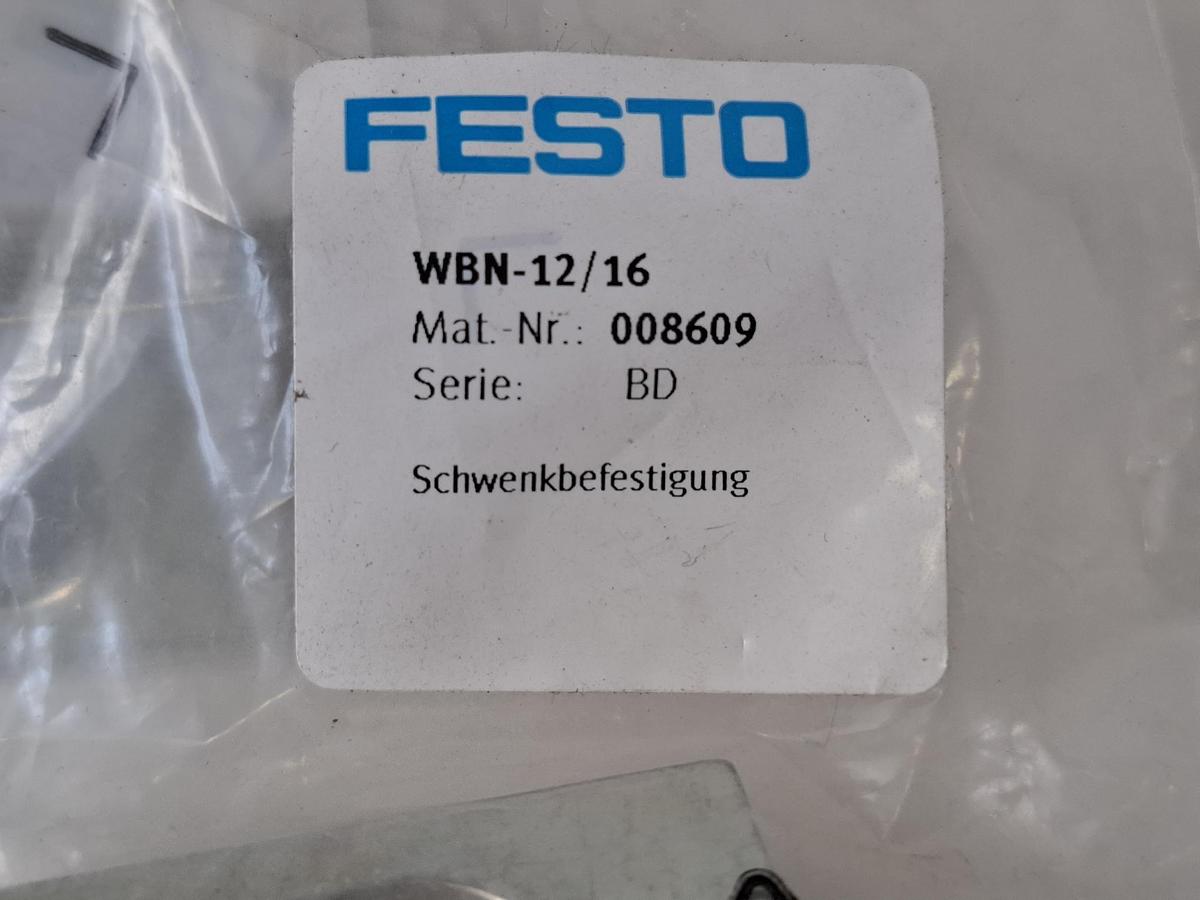 FESTO
WBN-12/16
Mat.-Nr.: 008609
Serie: BD
Schwenkbefestigung